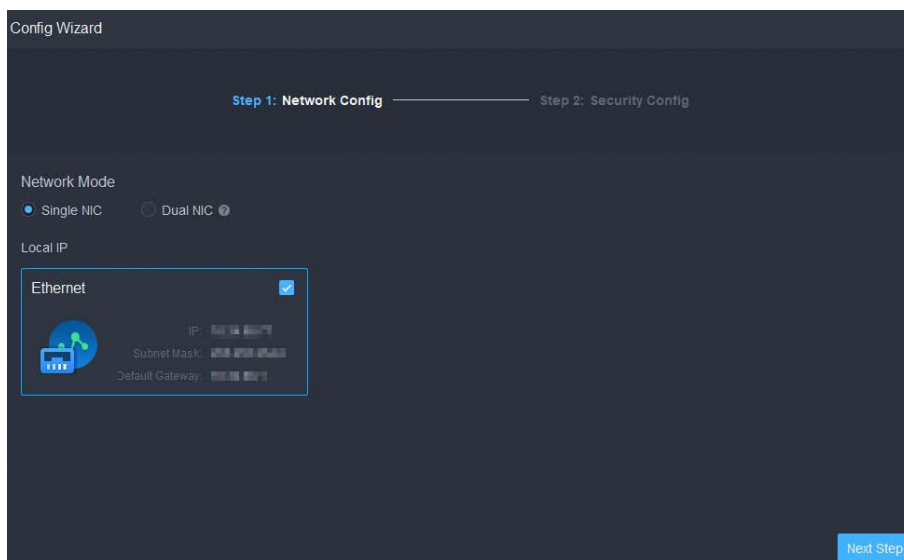 Config Wizard
Step 1: Network Config
Step 2: Security Config
Network Mode
Single NIC
Dual NIC ?
Local IP
Ethernet
IP:
Subnet Mask:
Default Gateway:
Next Step